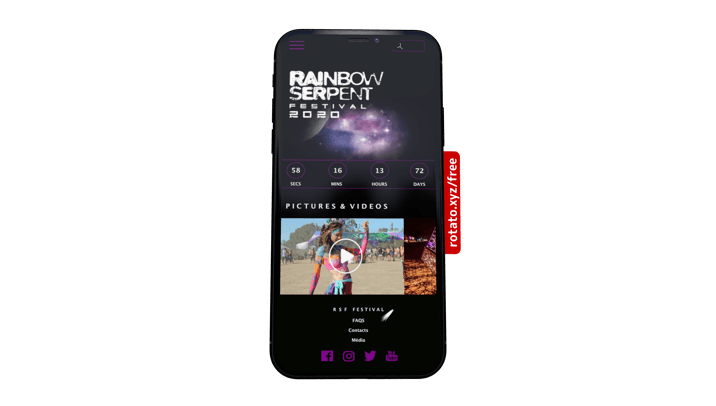 RAINBOW
SERPENT
FESTIVAL
2020
58 16 13 72
SECS MINS HOURS DAYS
PICTURES & VIDEOS
RSF FESTIVAL
FAQS
Contacts
Média
rotato.xyz/free